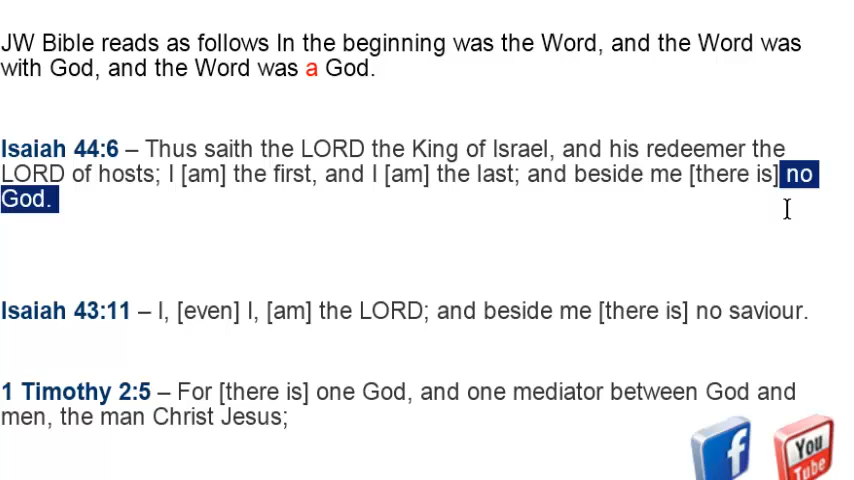 JW Bible reads as follows In the beginning was the Word, and the Word was
with God, and the Word was a God.
Isaiah 44:6 – Thus saith the LORD the King of Israel, and his redeemer the
LORD of hosts; I [am] the first, and I [am] the last; and beside me [there is] no
God.
Isaiah 43:11 – I, [even] I, [am] the LORD; and beside me [there is] no saviour.
1 Timothy 2:5 – For [there is] one God, and one mediator between God and
men, the man Christ Jesus;
f
You
Tube